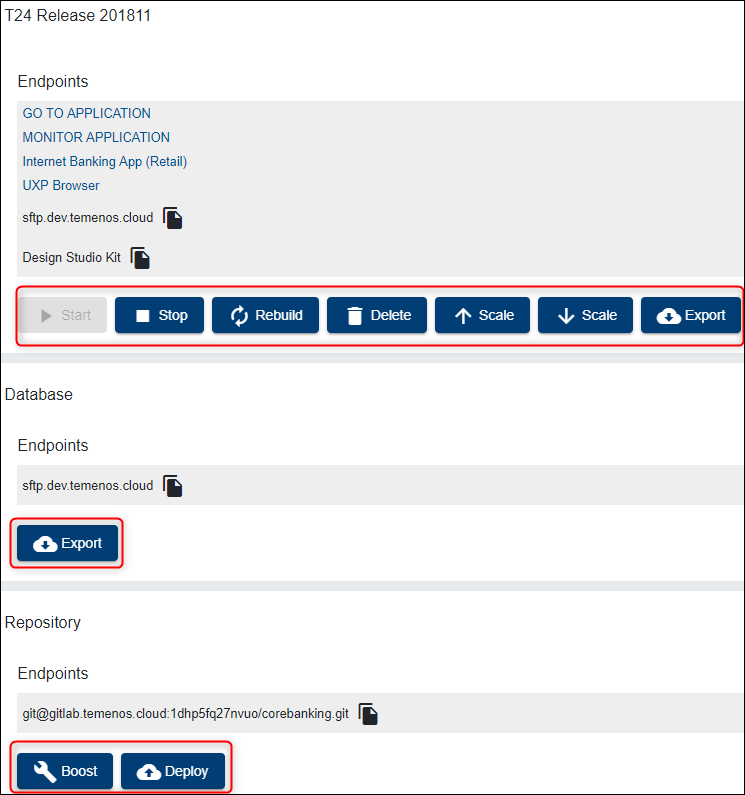 T24 Release 201811
Endpoints
GO TO APPLICATION
MONITOR APPLICATION
Internet Banking App (Retail)
UXP Browser
sftp.dev.temenos.cloud
Design Studio Kit
Start Stop Rebuild Delete Scale Scale Export
Database
Endpoints
sftp.dev.temenos.cloud
Export
Repository
Endpoints
git@gitlab.temenos.cloud:1dhp5fq27nvuo/corebanking.git
Boost Deploy